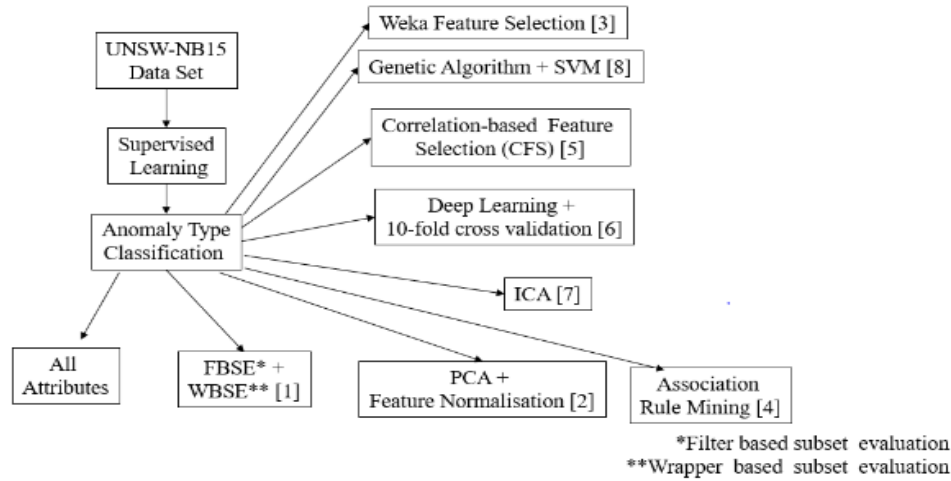 UNSW-NB15
Data Set
Supervised
Learning
Anomaly Type
Classification
Weka Feature Selection [3]
Genetic Algorithm + SVM [8]
Correlation-based Feature
Selection (CFS) [5]
Deep Learning +
10-fold cross validation [6]
ICA [7]
All
Attributes
FBSE* +
WBSE** [1]
PCA +
Feature Normalisation [2]
Association
Rule Mining [4]
*Filter based subset evaluation
**Wrapper based subset evaluation